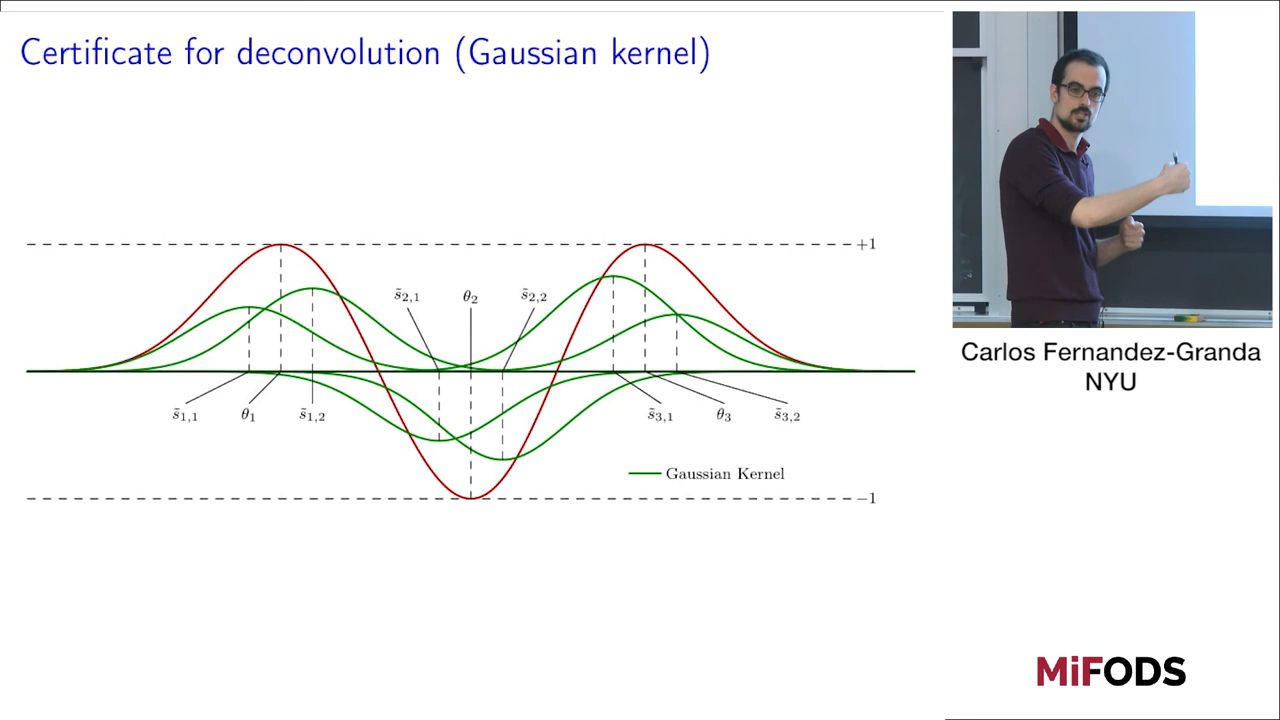 Certificate for deconvolution (Gaussian kernel)
+1
s̃2,1 θ2 s̃2,2
s̃1,1 θ1 s̃1,2 s̃3,1 θ3 s̃3,2
Gaussian Kernel
−1
Carlos Fernandez-Granda
NYU
MiFODS